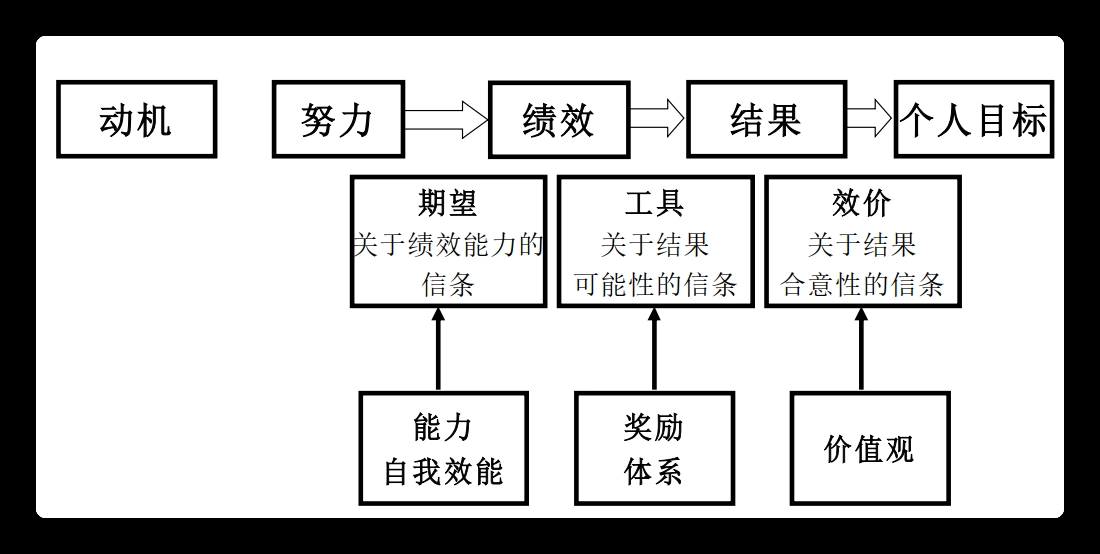 动机
努力
绩效
结果
个人目标
期望
关于绩效能力的
信条
工具
关于结果
可能性的信条
效价
关于结果
合意性的信条
能力
自我效能
奖励
体系
价值观